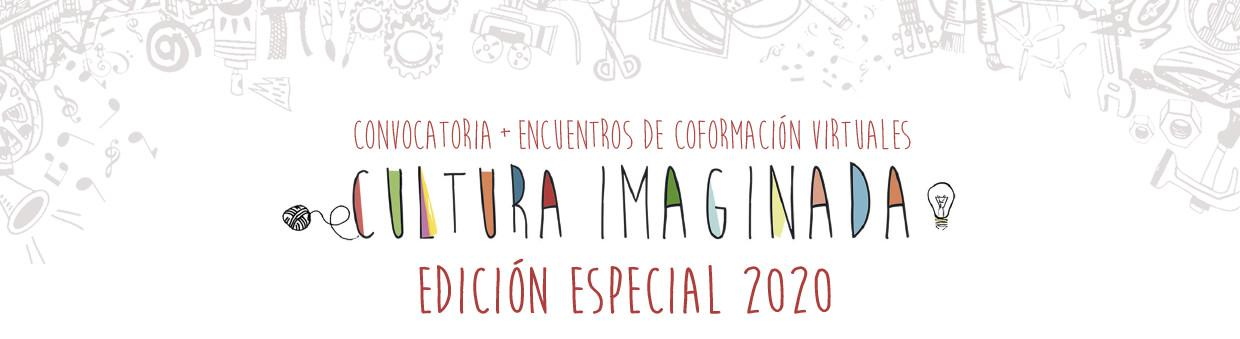 CONVOCATORIA + ENCUENTROS DE COFORMACIÓN VIRTUALES
CULTURA IMAGINADA
EDICIÓN ESPECIAL 2020